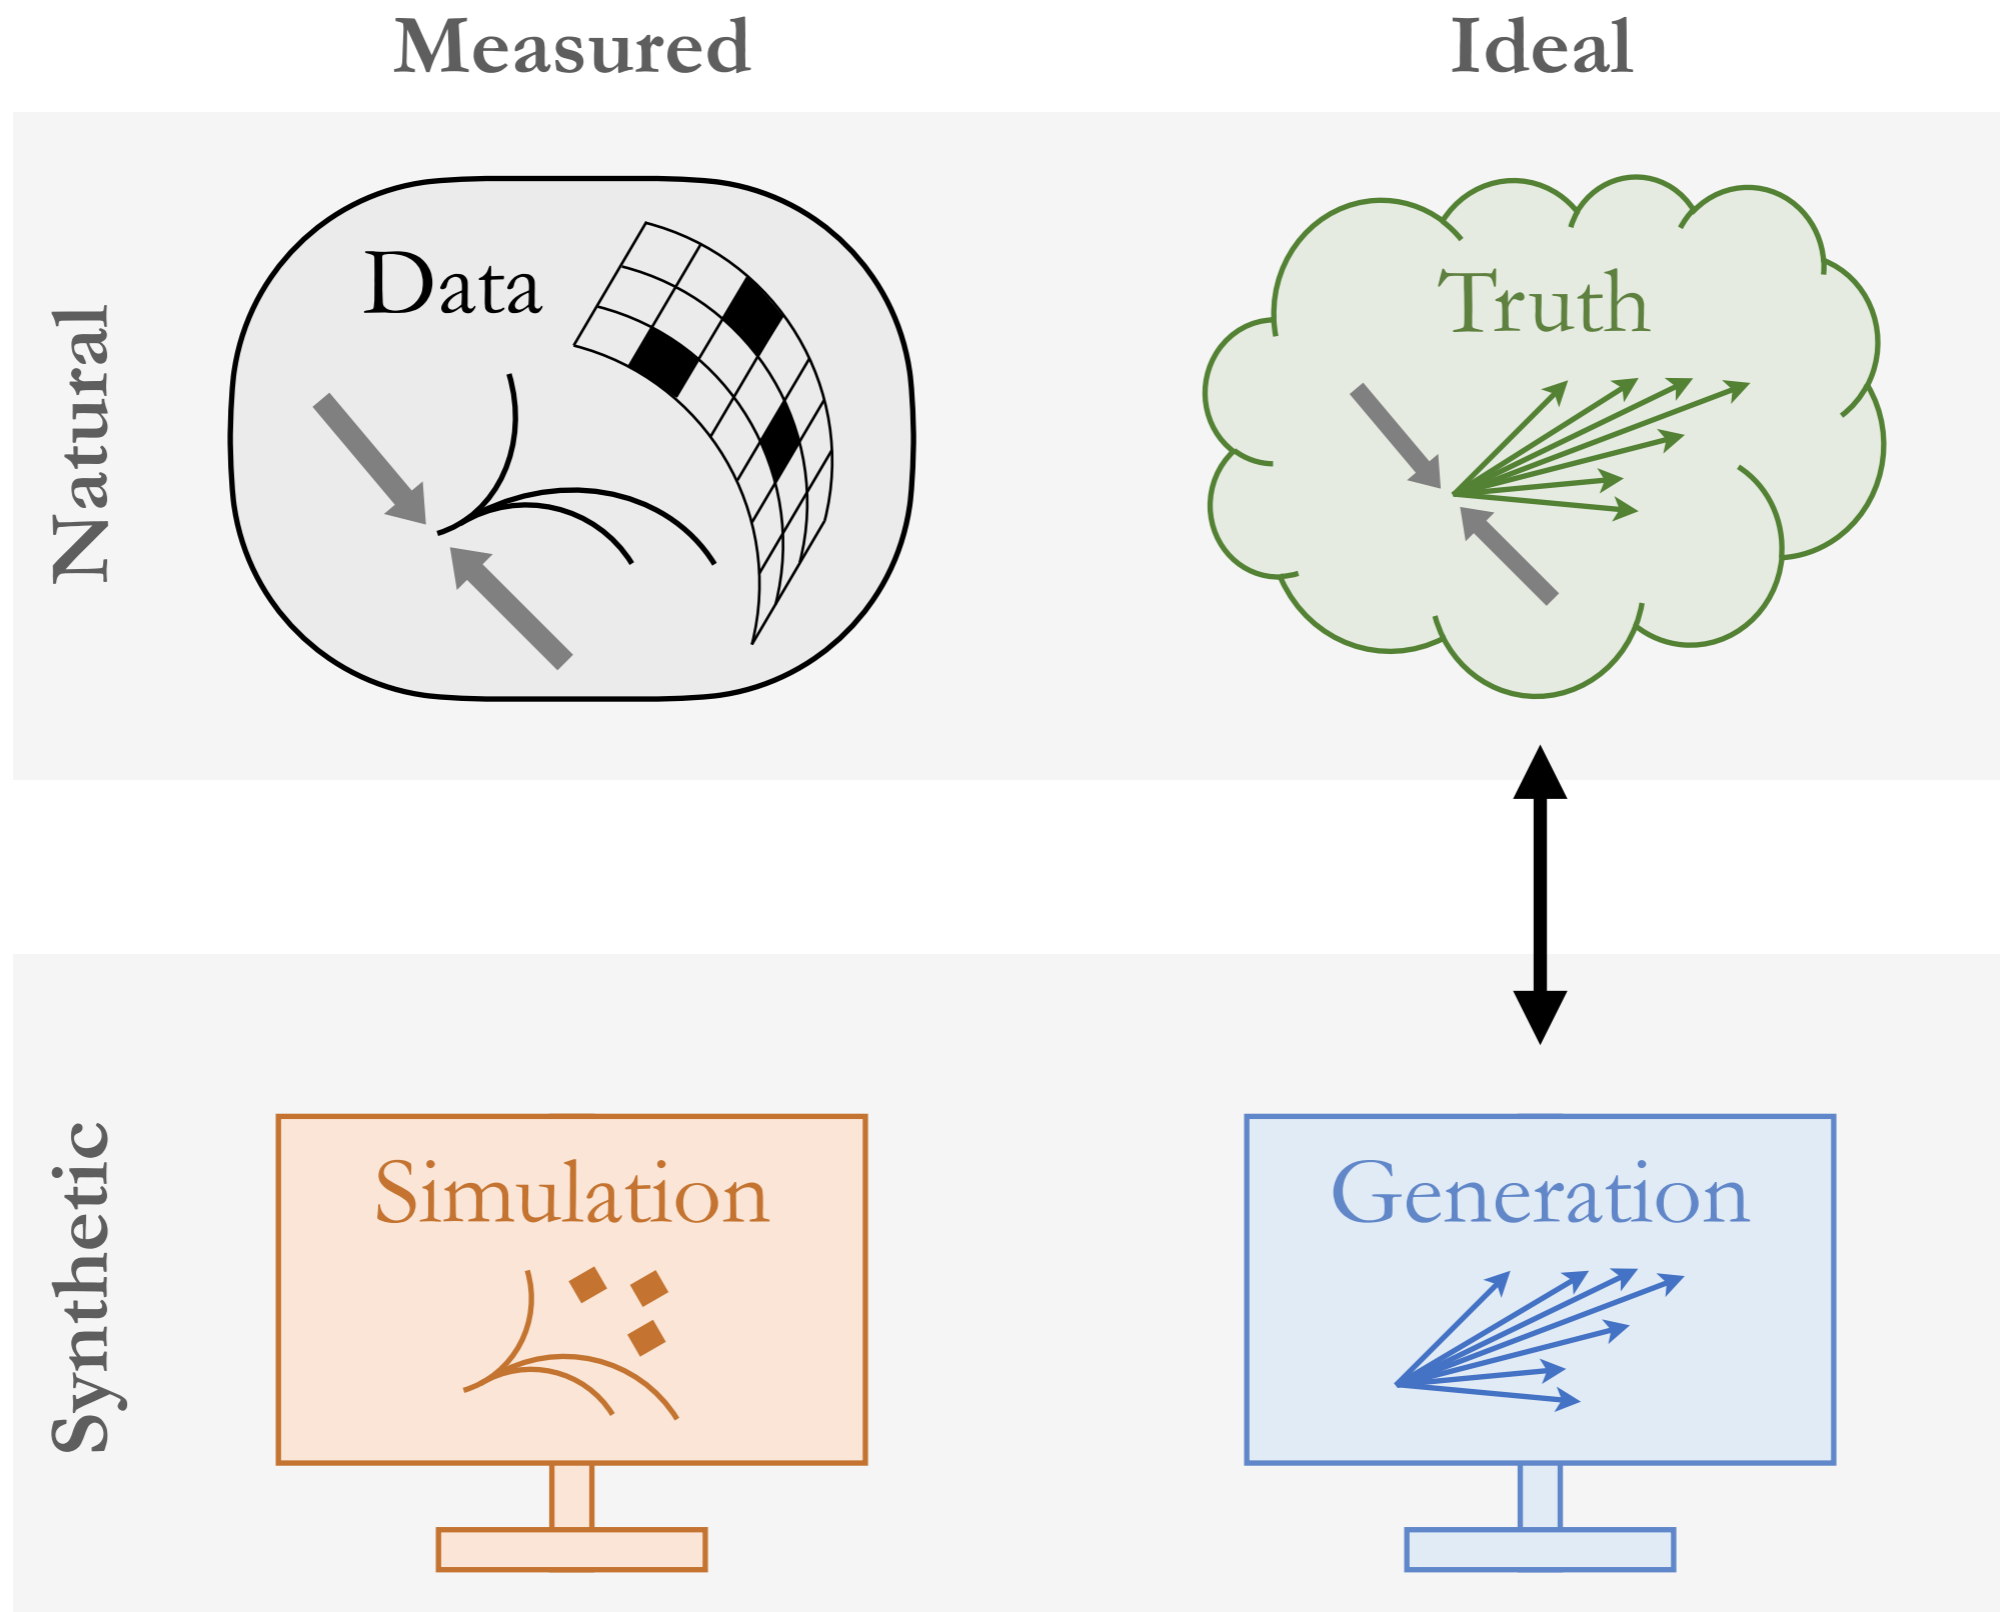 Measured
Ideal
Natural
Data
Truth
Synthetic
Simulation
Generation